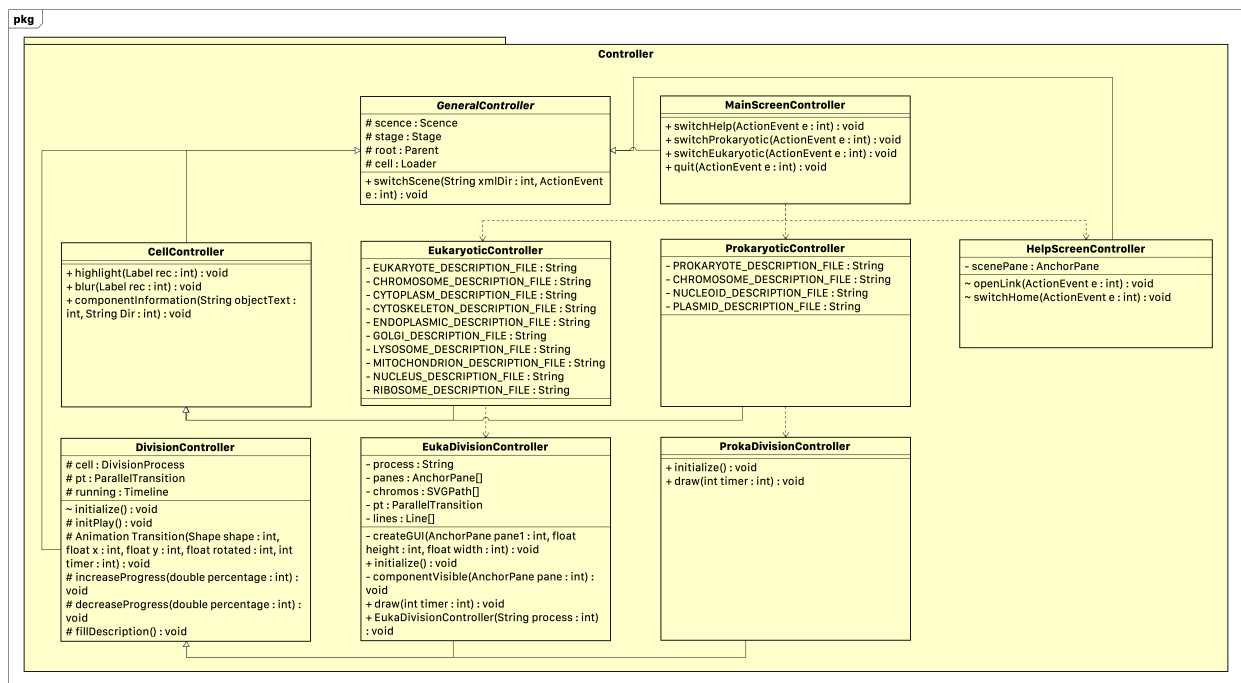 pkg
Controller
GeneralController
# scence : Scence
# stage : Stage
# root : Parent
# cell : Loader
+ switchScene(String xmlDir : int, ActionEvent
e : int) : void
MainScreenController
+ switchHelp(ActionEvent e : int) : void
+ switchProkaryotic(ActionEvent e : int) : void
+ switchEukaryotic(ActionEvent e : int) : void
+ quit(ActionEvent e : int) : void
CellController
+ highlight(Label rec : int) : void
+ blur(Label rec : int) : void
+ componentInformation(String objectText :
int, String Dir : int) : void
EukaryoticController
- EUKARYOTE_DESCRIPTION_FILE : String
- CHROMOSOME_DESCRIPTION_FILE : String
- CYTOPLASM_DESCRIPTION_FILE : String
- CYTOSKELETON_DESCRIPTION_FILE : String
- ENDOPLASMIC_DESCRIPTION_FILE : String
- GOLGI_DESCRIPTION_FILE : String
- LYSOSOME_DESCRIPTION_FILE : String
- MITOCHONDRION_DESCRIPTION_FILE : String
- NUCLEUS_DESCRIPTION_FILE : String
- RIBOSOME_DESCRIPTION_FILE : String
ProkaryoticController
- PROKARYOTE_DESCRIPTION_FILE : String
- CHROMOSOME_DESCRIPTION_FILE : String
- NUCLEOID_DESCRIPTION_FILE : String
- PLASMID_DESCRIPTION_FILE : String
HelpScreenController
- scenePane : AnchorPane
~ openLink(ActionEvent e : int) : void
~ switchHome(ActionEvent e : int) : void
DivisionController
# cell : DivisionProcess
# pt : ParallelTransition
# running : Timeline
~ initialize() : void
# initPlay() : void
# Animation Transition(Shape shape : int,
float x : int, float y : int, float rotated : int, int
timer : int) : void
# increaseProgress(double percentage : int) :
void
# decreaseProgress(double percentage : int) :
void
# fillDescription() : void
EukaDivisionController
- process : String
- panes : AnchorPane[]
- chromos : SVGPath[]
- pt : ParallelTransition
- lines : Line[]
- createGUI(AnchorPane pane1 : int, float
height : int, float width : int) : void
+ initialize() : void
- componentVisible(AnchorPane pane : int) :
void
+ draw(int timer : int) : void
+ EukaDivisionController(String process : int)
: void
ProkaDivisionController
+ initialize() : void
+ draw(int timer : int) : void